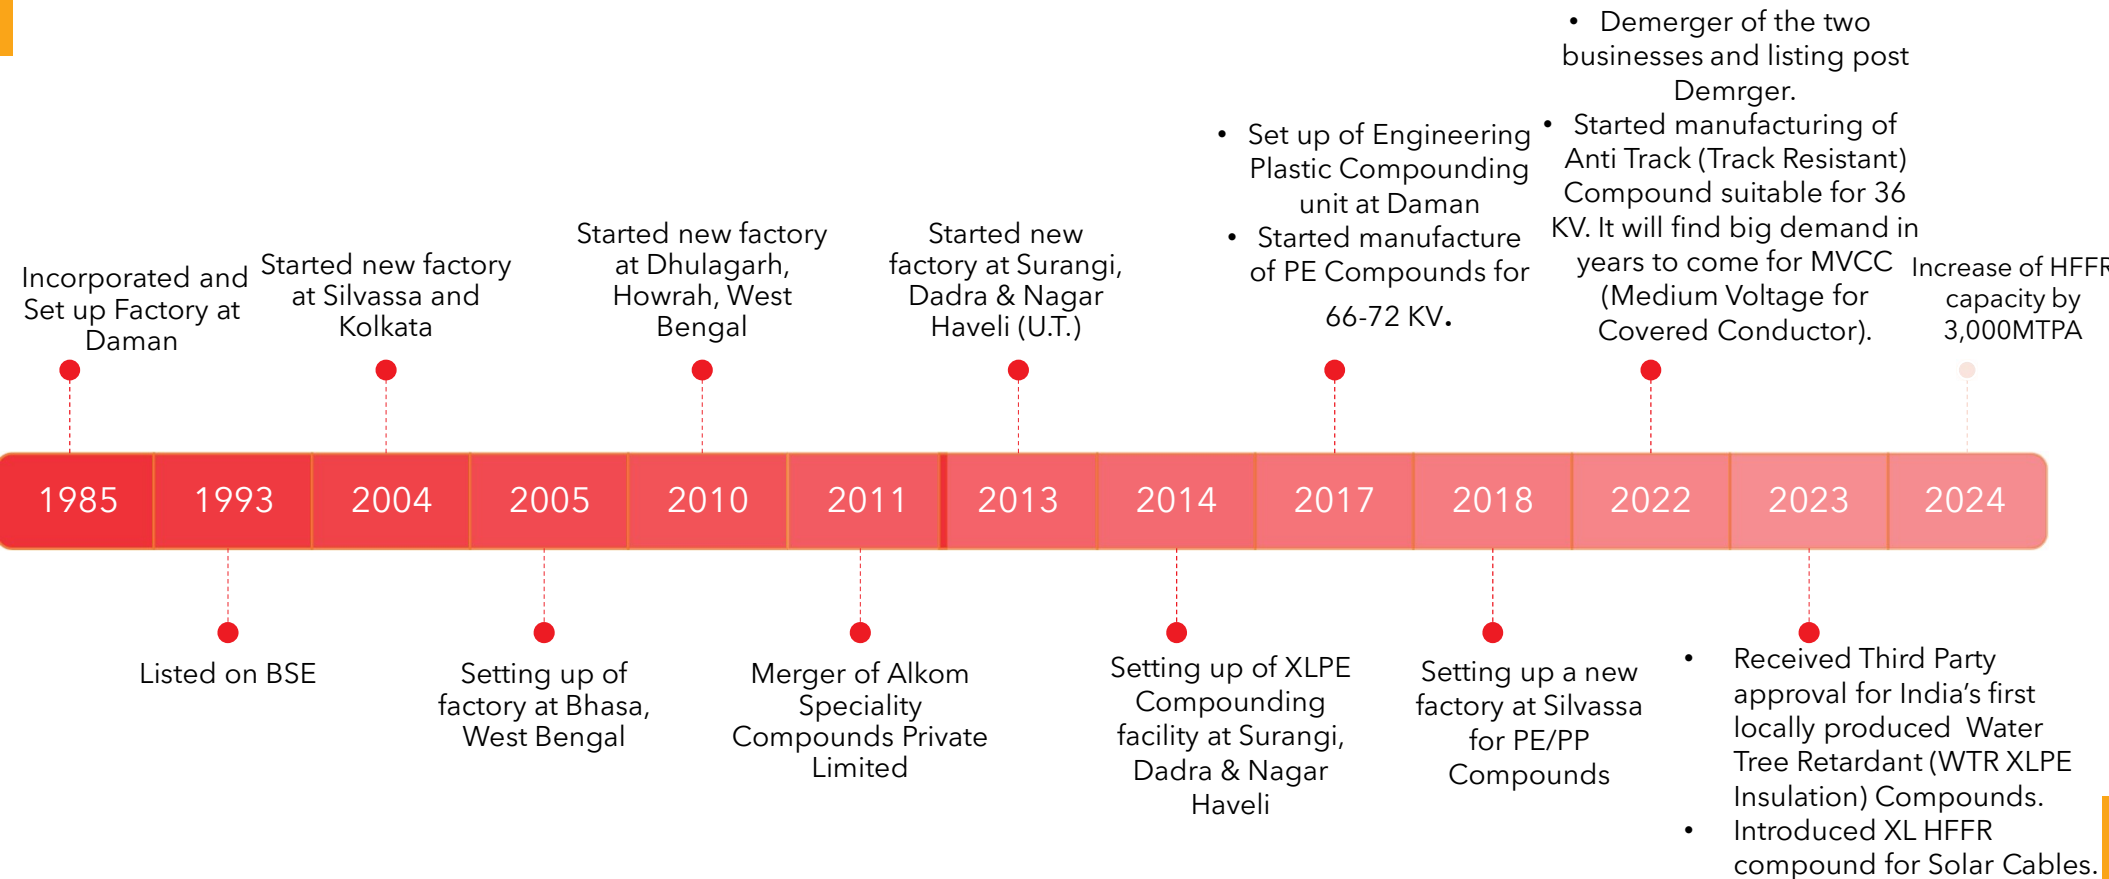 Incorporated and
Set up Factory at
Daman
Started new factory
at Silvassa and
Kolkata
Started new factory
at Dhulagarh,
Howrah, West
Bengal
Started new
factory at Surangi,
Dadra & Nagar
Haveli (U.T.)
• Set up of Engineering
Plastic Compounding
unit at Daman
• Started manufacture
of PE Compounds for
66-72 KV.
• Demerger of the two
businesses and listing post
Demrger.
• Started manufacturing of
Anti Track (Track Resistant)
Compound suitable for 36
KV. It will find big demand in
years to come for MVCC
(Medium Voltage for
Covered Conductor).
Increase of HFFR
capacity by
3,000MTPA
1985 1993 2004 2005 2010 2011 2013 2014 2017 2018 2022 2023 2024
Listed on BSE
Setting up of
factory at Bhasa,
West Bengal
Merger of Alkom
Speciality
Compounds Private
Limited
Setting up of XLPE
Compounding
facility at Surangi,
Dadra & Nagar
Haveli
Setting up a new
factory at Silvassa
for PE/PP
Compounds
• Received Third Party
approval for India’s first
locally produced Water
Tree Retardant (WTR XLPE
Insulation) Compounds.
• Introduced XL HFFR
compound for Solar Cables.